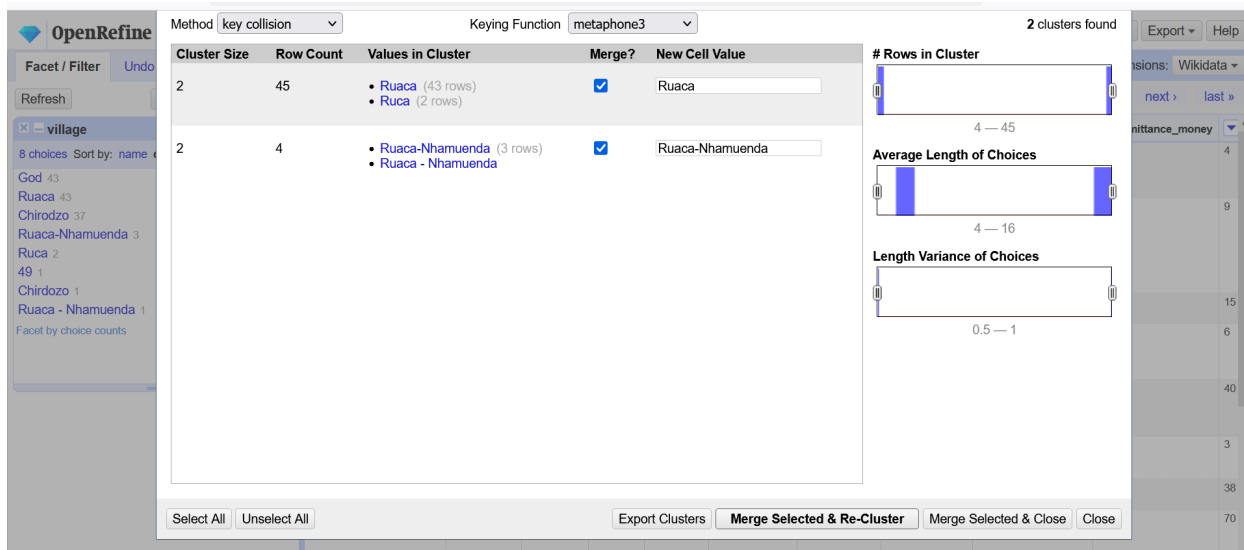 OpenRefine
Method key collision Keying Function metaphone3 2 clusters found
Export Help
Facet / Filter Undo
Extensions: Wikidata
Refresh
next › last »
village
8 choices Sort by: name
God 43
Ruaca 43
Chirodzo 37
Ruaca-Nhamuenda 3
Ruca 2
49 1
Chirdozo 1
Ruaca - Nhamuenda 1
Facet by choice counts
Cluster Size Row Count Values in Cluster Merge? New Cell Value
2 45 • Ruaca (43 rows) Ruaca
• Ruca (2 rows)
2 4 • Ruaca-Nhamuenda (3 rows) Ruaca-Nhamuenda
• Ruaca - Nhamuenda
# Rows in Cluster
4 — 45
Average Length of Choices
4 — 16
Length Variance of Choices
0.5 — 1
mittance_money
4
9
15
6
40
3
38
70
Select All Unselect All Export Clusters Merge Selected & Re-Cluster Merge Selected & Close Close